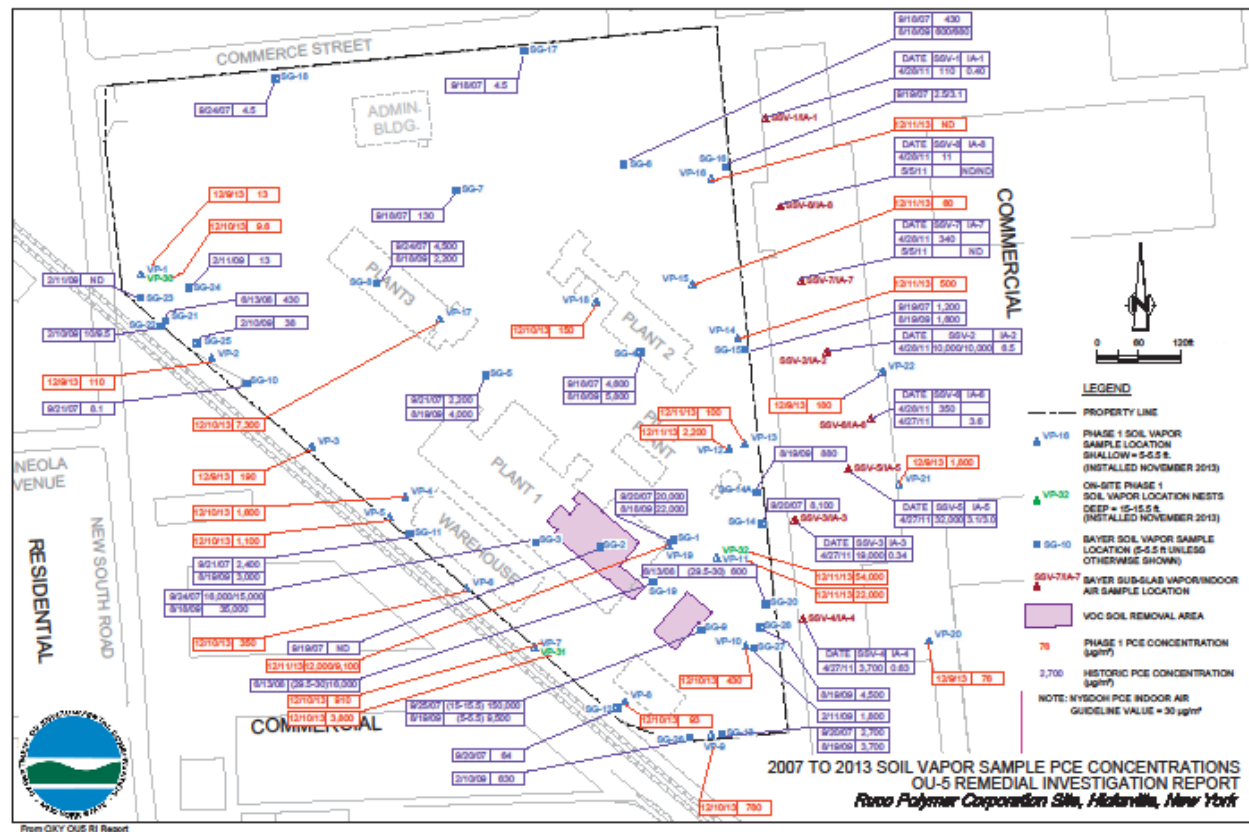 COMMERCE STREET
SG-18
9/24/07 4.5
SG-17
9/18/07 4.5
ADMIN.
BLDG.
9/18/07 430
8/18/09
DATE SSV-1 IA-1
4/28/11 110 0.40
SSV-1/IA-1
9/19/07 2.5/3.1
SG-16
SG-6
12/11/13 ND
VP-16
DATE SSV-8 IA-8
4/28/11 11
5/5/11 ND/ND
SSV-8/IA-8
12/9/13 13
12/10/13 9.6
VP-1
VP-30
SG-7
9/18/07 130
12/11/13 60
VP-15
DATE SSV-7 IA-7
4/28/11 340
5/5/11 ND
SSV-7/IA-7
COMMERCIAL
2/11/09 ND
SG-23
2/11/09 13
SG-24
9/24/07 4,500
8/18/09 2,200
PLANT3
VP-18
12/10/13 150
PLANT 2
12/11/13 500
VP-14
9/19/07 1,200
8/19/09 1,600
SG-15
6/13/08 430
SG-21
SG-22
2/10/09 10/9.5
2/10/09 36
SG-25
VP-2
VP-17
DATE SSV-2 IA-2
4/28/11 10,000/10,000 6.5
SSV-2/IA-2
12/9/13 110
9/21/07 8.1
SG-10
SG-5
9/21/07 2,200
8/19/09 4,000
9/18/07 4,600
8/18/09 5,800
VP-22
12/9/13 180
DATE SSV-6 IA-6
4/28/11 350
4/27/11 3.6
SSV-6/IA-6
12/10/13 7,300
VP-3
12/9/13 190
12/11/13 100
12/11/13 2,200
VP-13
VP-12
PILOT
PLANT
8/19/09 880
SG-14A
SSV-5/IA-5
12/9/13 1,800
VP-21
DATE SSV-5 IA-5
4/27/11 32,000 3.1/3.0
NEOLA
VENUE
NEW SOUTH ROAD
RESIDENTIAL
PLANT 1
WAREHOUSE
VP-4
12/10/13 1,600
VP-5
12/10/13 1,100
SG-11
9/21/07 2,400
8/19/09 3,000
SG-3
9/24/07 16,000/15,000
8/18/09 35,000
SG-2
9/19/07 ND
9/20/07 20,000
8/18/09 22,000
SG-1
VP-19
12/11/13 12,000/9,100
9/20/07 8,100
SG-14
SSV-3/IA-3
DATE SSV-3 IA-3
4/27/11 19,000 0.34
VP-32
VP-11
12/11/13 54,000
12/11/13 22,000
6/13/08 (29.5-30) 600
SG-20
SG-19
6/13/08 (29.5-30) 16,000
VP-6
12/10/13 350
VP-7
VP-31
12/10/13 910
12/10/13 3,800
SG-9
9/25/07 (15-15.5) 150,000
8/19/09 (5-5.5) 9,500
SG-28
SG-27
VP-10
12/10/13 430
SSV-4/IA-4
DATE SSV-4 IA-4
4/27/11 3,700 0.63
VP-20
12/9/13 76
8/19/09 4,500
2/11/09 1,800
9/20/07 2,700
8/19/09 3,700
VP-8
SG-12
12/10/13 93
9/20/07 64
2/10/09 630
SG-26
SG-13
VP-9
12/10/13 780
COMMERCIAL
N
0 60 120ft
LEGEND
PROPERTY LINE
VP-16 PHASE 1 SOIL VAPOR
SAMPLE LOCATION
SHALLOW = 5-5.5 ft.
(INSTALLED NOVEMBER 2013)
VP-32 ON-SITE PHASE 1
SOIL VAPOR LOCATION NESTS
DEEP = 15-15.5 ft.
(INSTALLED NOVEMBER 2013)
SG-10 BAYER SOIL VAPOR SAMPLE
LOCATION (5-5.5 ft UNLESS
OTHERWISE SHOWN)
SSV-7/IA-7 BAYER SUB-SLAB VAPOR/INDOOR
AIR SAMPLE LOCATION
VOC SOIL REMOVAL AREA
76 PHASE 1 PCE CONCENTRATION
(µg/m³)
2,700 HISTORIC PCE CONCENTRATION
(µg/m³)
NOTE: NYSDOH PCE INDOOR AIR
GUIDELINE VALUE = 30 µg/m³
2007 TO 2013 SOIL VAPOR SAMPLE PCE CONCENTRATIONS
OU-5 REMEDIAL INVESTIGATION REPORT
Ruco Polymer Corporation Site, Hicksville, New York
From OXY OU5 RI Report